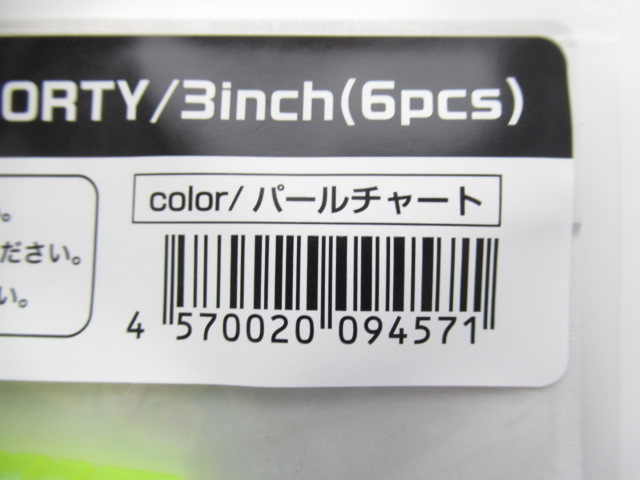 ORTY/3inch(6pcs)
color/パールチャート
ださい。
い。
4 570020 094571